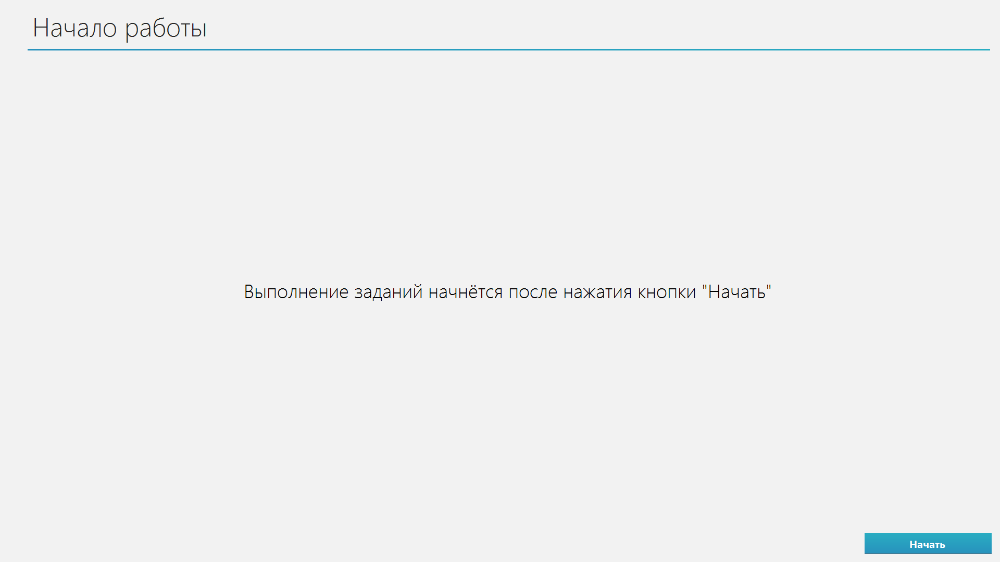 Начало работы
Выполнение заданий начнётся после нажатия кнопки "Начать"
Начать